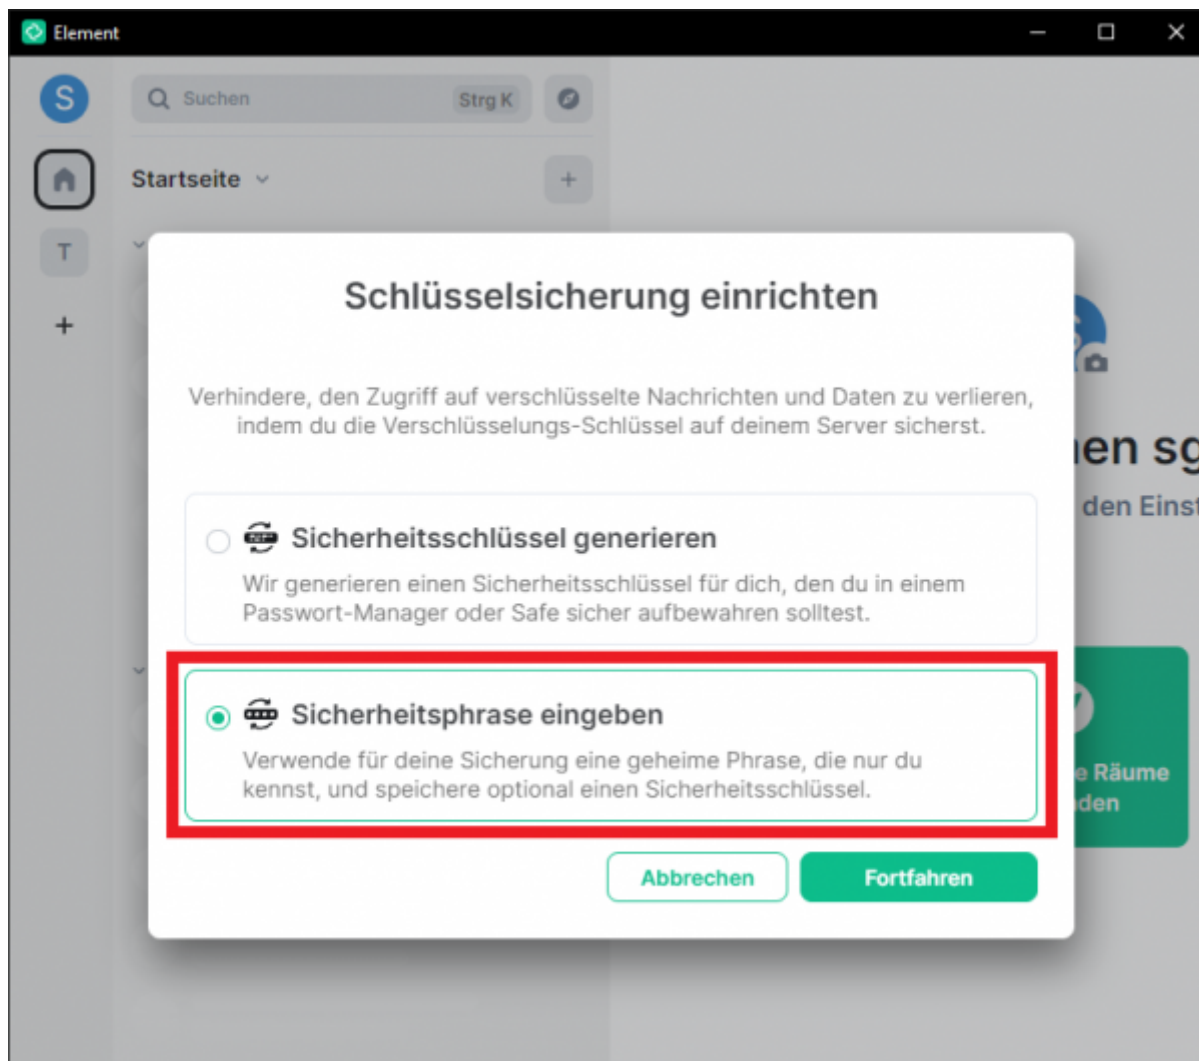 Element
S
Suchen
Strg K
Startseite
T
Schlüsselsicherung einrichten
Verhindere, den Zugriff auf verschlüsselte Nachrichten und Daten zu verlieren,
indem du die Verschlüsselungs-Schlüssel auf deinem Server sicherst.
Sicherheitsschlüssel generieren
Wir generieren einen Sicherheitsschlüssel für dich, den du in einem
Passwort-Manager oder Safe sicher aufbewahren solltest.
Sicherheitsphrase eingeben
Verwende für deine Sicherung eine geheime Phrase, die nur du
kennst, und speichere optional einen Sicherheitsschlüssel.
Abbrechen
Fortfahren
den
Räume